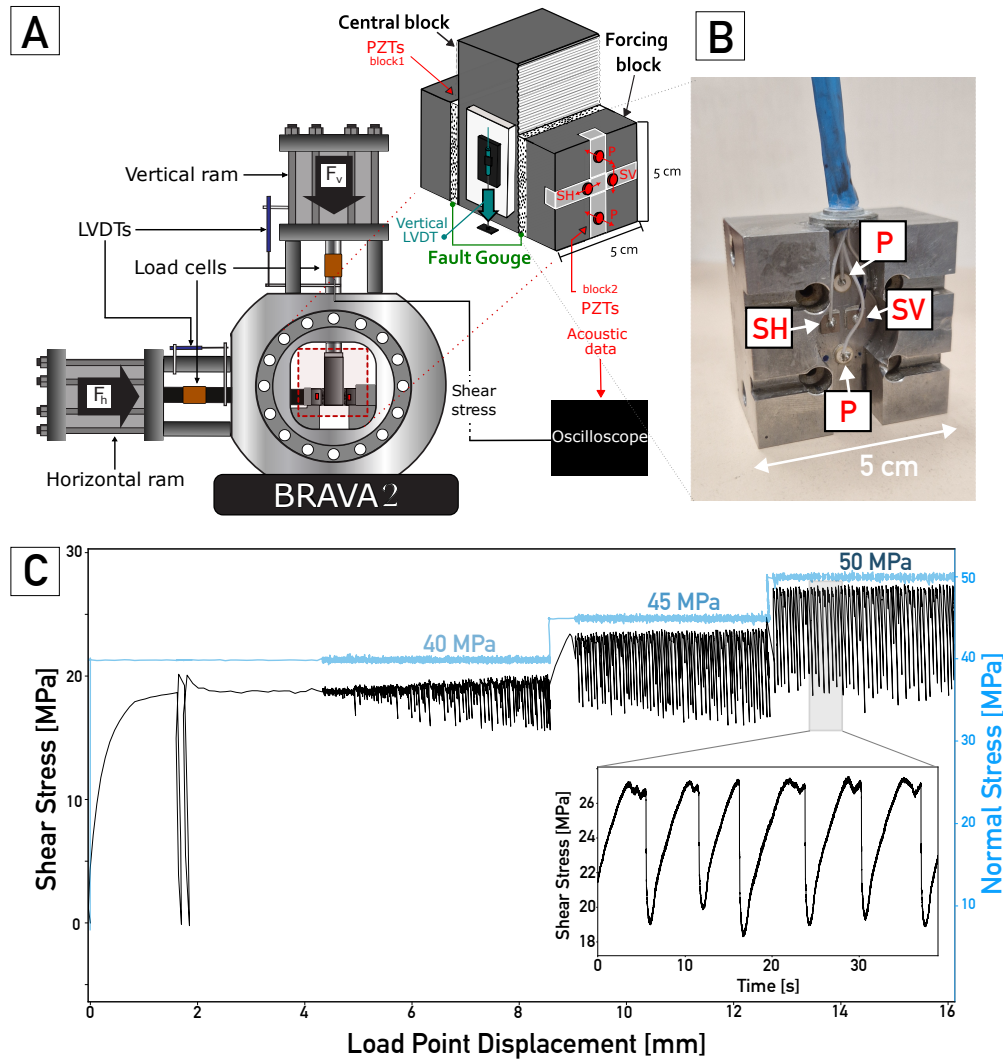 A
Central block
PZTs
block1
Forcing
block
Vertical ram
F_v
LVDTs
Load cells
P
SV
SH
P
5 cm
5 cm
Vertical
LVDT
Fault Gouge
block2
PZTs
Acoustic
data
F_h
Shear
stress
Oscilloscope
Horizontal ram
BRAVA2
B
P
SH
SV
P
5 cm
C
30
20
10
0
Shear Stress [MPa]
40 MPa
45 MPa
50 MPa
50
40
30
20
10
Normal Stress [MPa]
26
24
22
20
18
Shear Stress [MPa]
0
10
20
30
Time [s]
0
2
4
6
8
10
12
14
16
Load Point Displacement [mm]